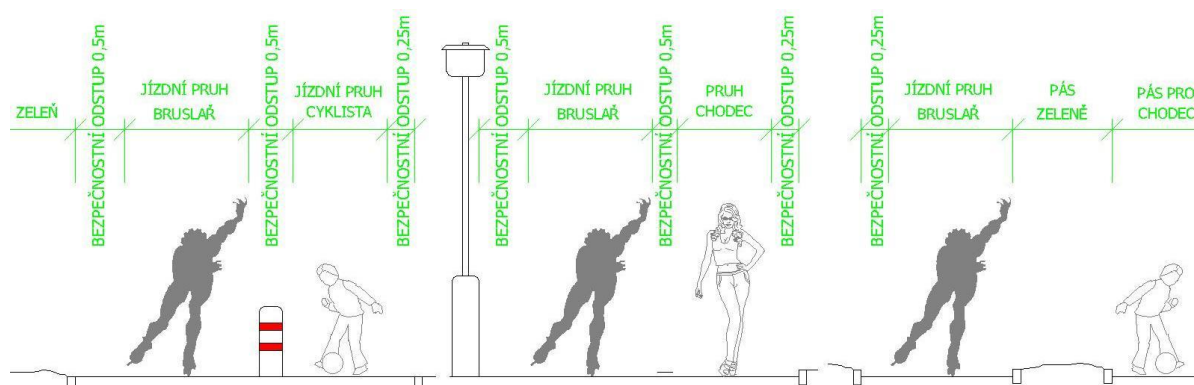 ZELEŇ
BEZPEČNOSTNÍ ODSTUP 0,5m
JÍZDNÍ PRUH
BRUSLAŘ
BEZPEČNOSTNÍ ODSTUP 0,5m
JÍZDNÍ PRUH
CYKLISTA
BEZPEČNOSTNÍ ODSTUP 0,25m
BEZPEČNOSTNÍ ODSTUP 0,5m
JÍZDNÍ PRUH
BRUSLAŘ
BEZPEČNOSTNÍ ODSTUP 0,5m
PRUH
CHODEC
BEZPEČNOSTNÍ ODSTUP 0,25m
BEZPEČNOSTNÍ ODSTUP 0,25m
JÍZDNÍ PRUH
BRUSLAŘ
PÁS
ZELENĚ
PÁS PRO
CHODEC